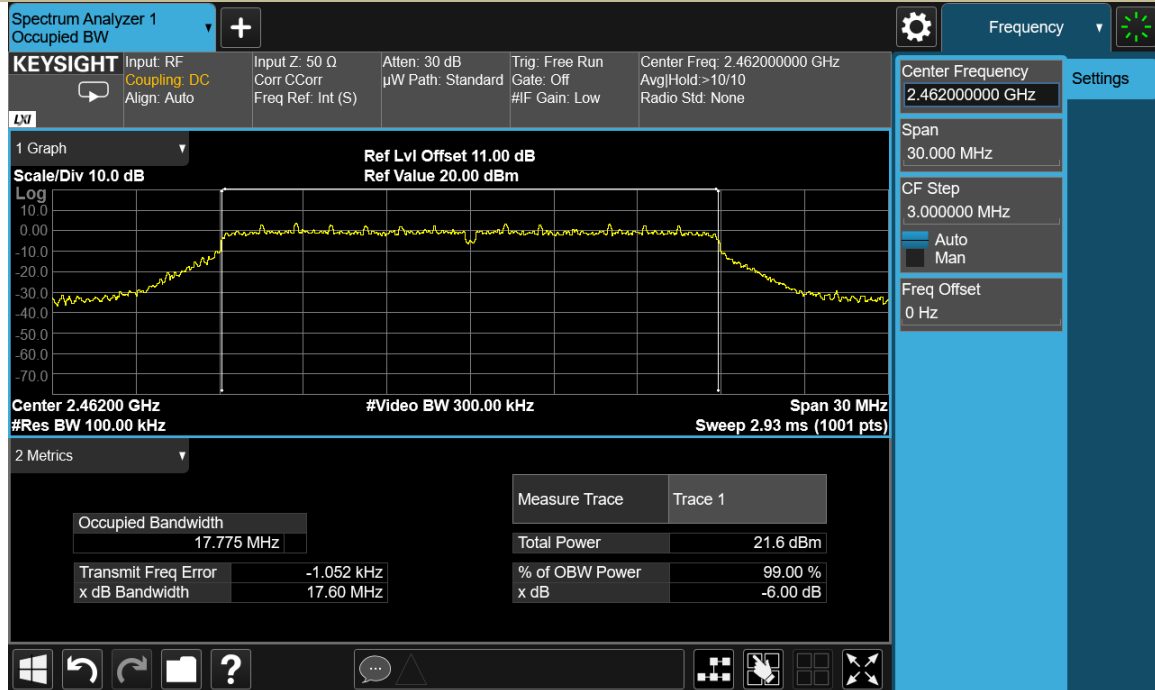 Spectrum Analyzer 1
Occupied BW
+
Frequency
KEYSIGHT
LXI
Input: RF
Coupling: DC
Align: Auto
Input Z: 50 Ω
Corr CCorr
Freq Ref: Int (S)
Atten: 30 dB
µW Path: Standard
Trig: Free Run
Gate: Off
#IF Gain: Low
Center Freq: 2.462000000 GHz
Avg|Hold:>10/10
Radio Std: None
Center Frequency
2.462000000 GHz
Settings
Span
30.000 MHz
CF Step
3.000000 MHz
Auto
Man
Freq Offset
0 Hz
1 Graph
Scale/Div 10.0 dB
Ref Lvl Offset 11.00 dB
Ref Value 20.00 dBm
Log
10.0
0.00
-10.0
-20.0
-30.0
-40.0
-50.0
-60.0
-70.0
Center 2.46200 GHz
#Video BW 300.00 kHz
Span 30 MHz
#Res BW 100.00 kHz
Sweep 2.93 ms (1001 pts)
2 Metrics
Measure Trace Trace 1
Occupied Bandwidth
17.775 MHz
Total Power 21.6 dBm
Transmit Freq Error -1.052 kHz
% of OBW Power 99.00 %
x dB Bandwidth 17.60 MHz
x dB -6.00 dB
?